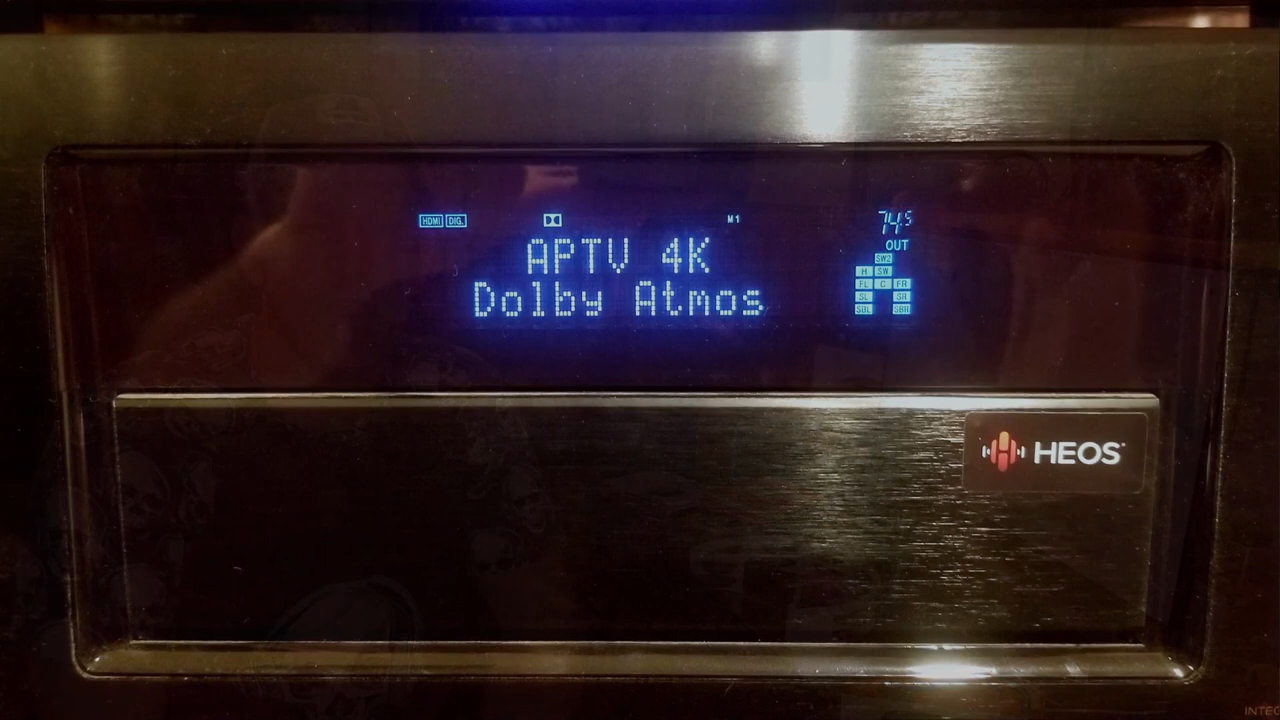 HDMI DIG. M1 74.5
OUT
APTV 4K
Dolby Atmos
SW2
H SW
FL C FR
SL SR
SBL SBR
HEOS
INTEG